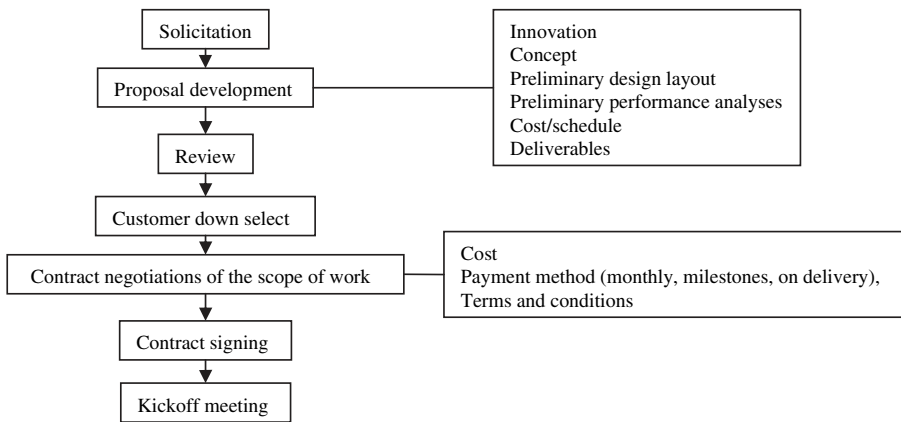 Solicitation
Proposal development
Innovation
Concept
Preliminary design layout
Preliminary performance analyses
Cost/schedule
Deliverables
Review
Customer down select
Contract negotiations of the scope of work
Cost
Payment method (monthly, milestones, on delivery),
Terms and conditions
Contract signing
Kickoff meeting